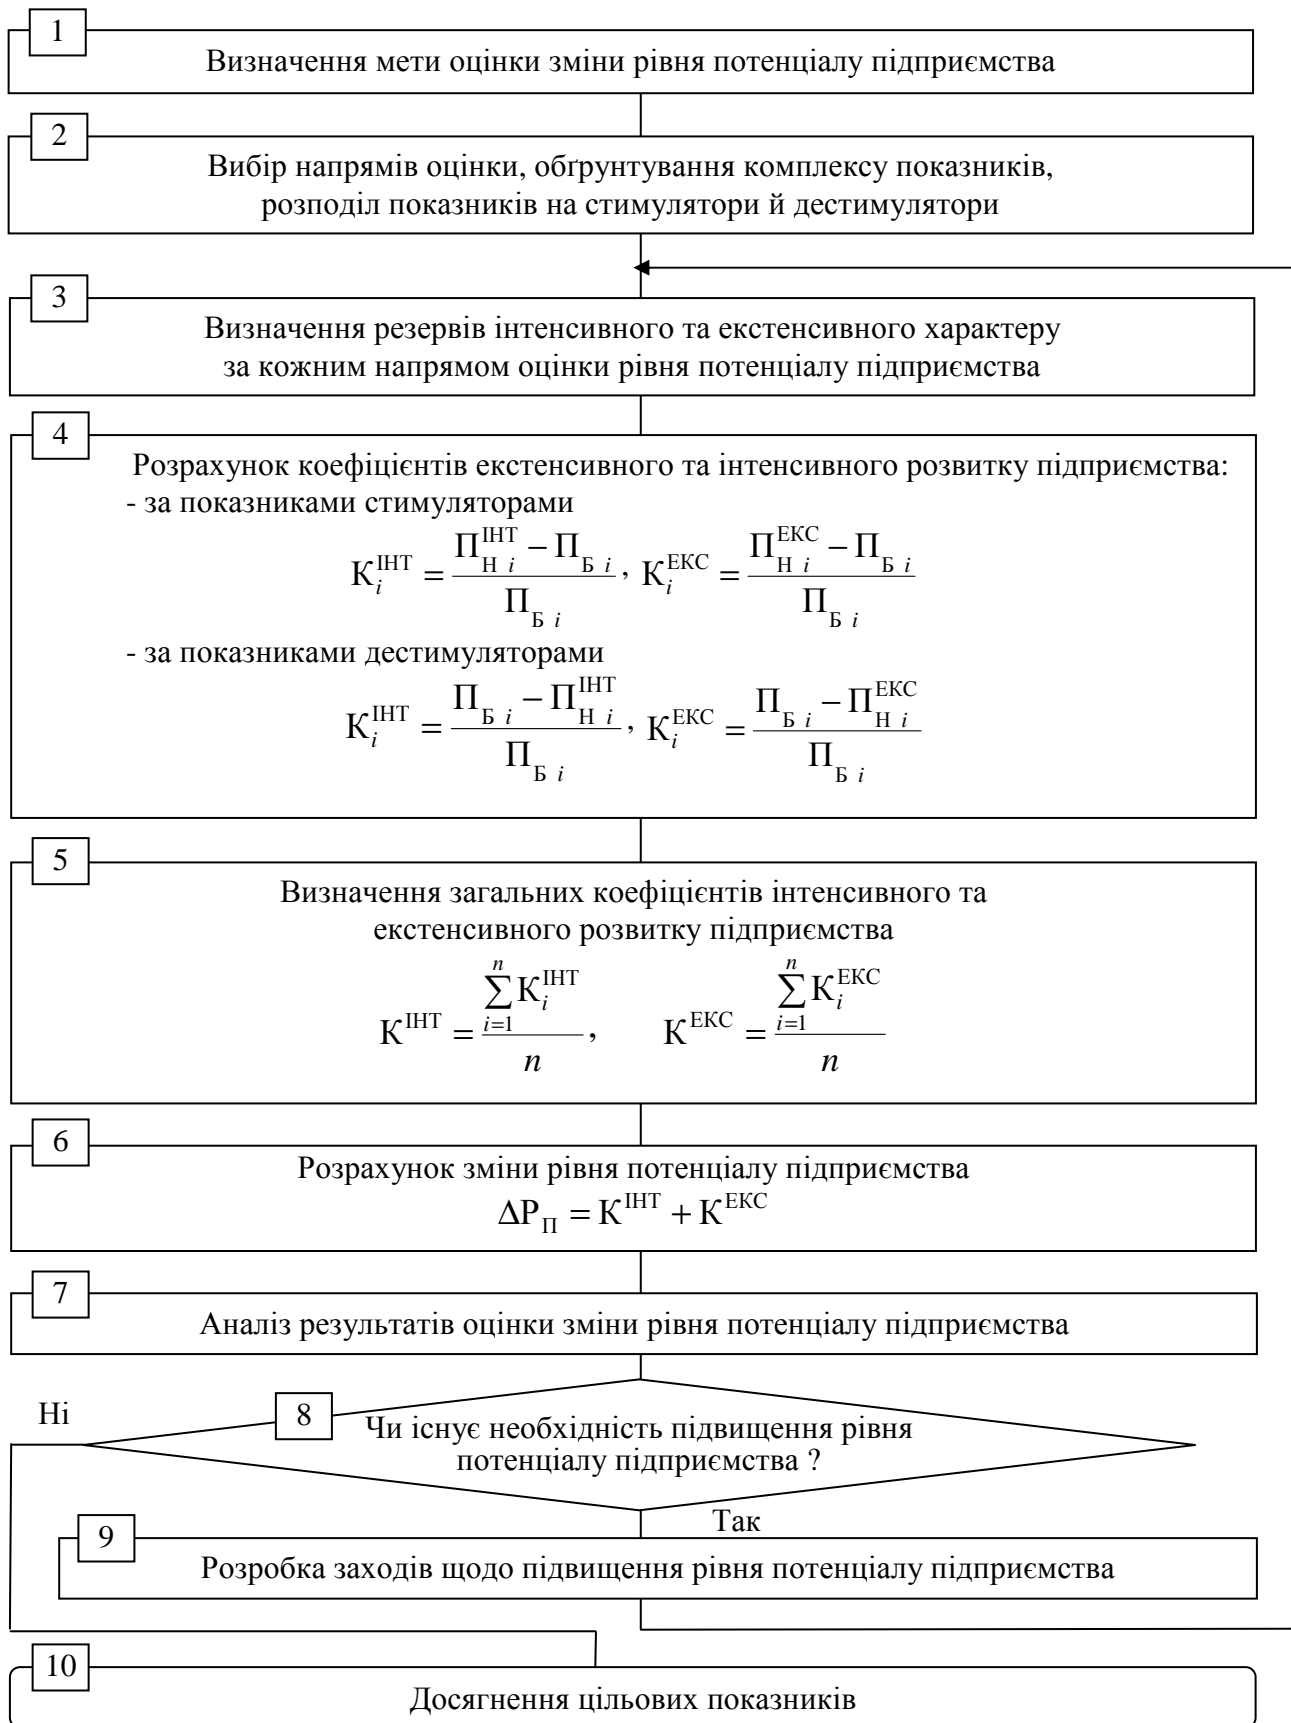 1
Визначення мети оцінки зміни рівня потенціалу підприємства
2
Вибір напрямів оцінки, обґрунтування комплексу показників,
розподіл показників на стимулятори й дестимулятори
3
Визначення резервів інтенсивного та екстенсивного характеру
за кожним напрямом оцінки рівня потенціалу підприємства
4
Розрахунок коефіцієнтів екстенсивного та інтенсивного розвитку підприємства:
- за показниками стимуляторами
К_i^ІНТ = (П_Н i^ІНТ − П_Б i) / П_Б i, К_i^ЕКС = (П_Н i^ЕКС − П_Б i) / П_Б i
- за показниками дестимуляторами
К_i^ІНТ = (П_Б i − П_Н i^ІНТ) / П_Б i, К_i^ЕКС = (П_Б i − П_Н i^ЕКС) / П_Б i
5
Визначення загальних коефіцієнтів інтенсивного та
екстенсивного розвитку підприємства
К^ІНТ = (∑_{i=1}^n К_i^ІНТ) / n, К^ЕКС = (∑_{i=1}^n К_i^ЕКС) / n
6
Розрахунок зміни рівня потенціалу підприємства
ΔР_П = К^ІНТ + К^ЕКС
7
Аналіз результатів оцінки зміни рівня потенціалу підприємства
Ні
8
Чи існує необхідність підвищення рівня
потенціалу підприємства ?
Так
9
Розробка заходів щодо підвищення рівня потенціалу підприємства
10
Досягнення цільових показників